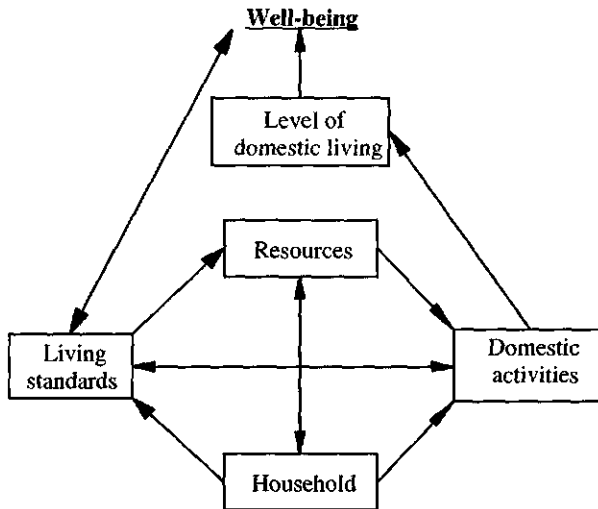 Well-being
Level of
domestic living
Resources
Living
standards
Domestic
activities
Household